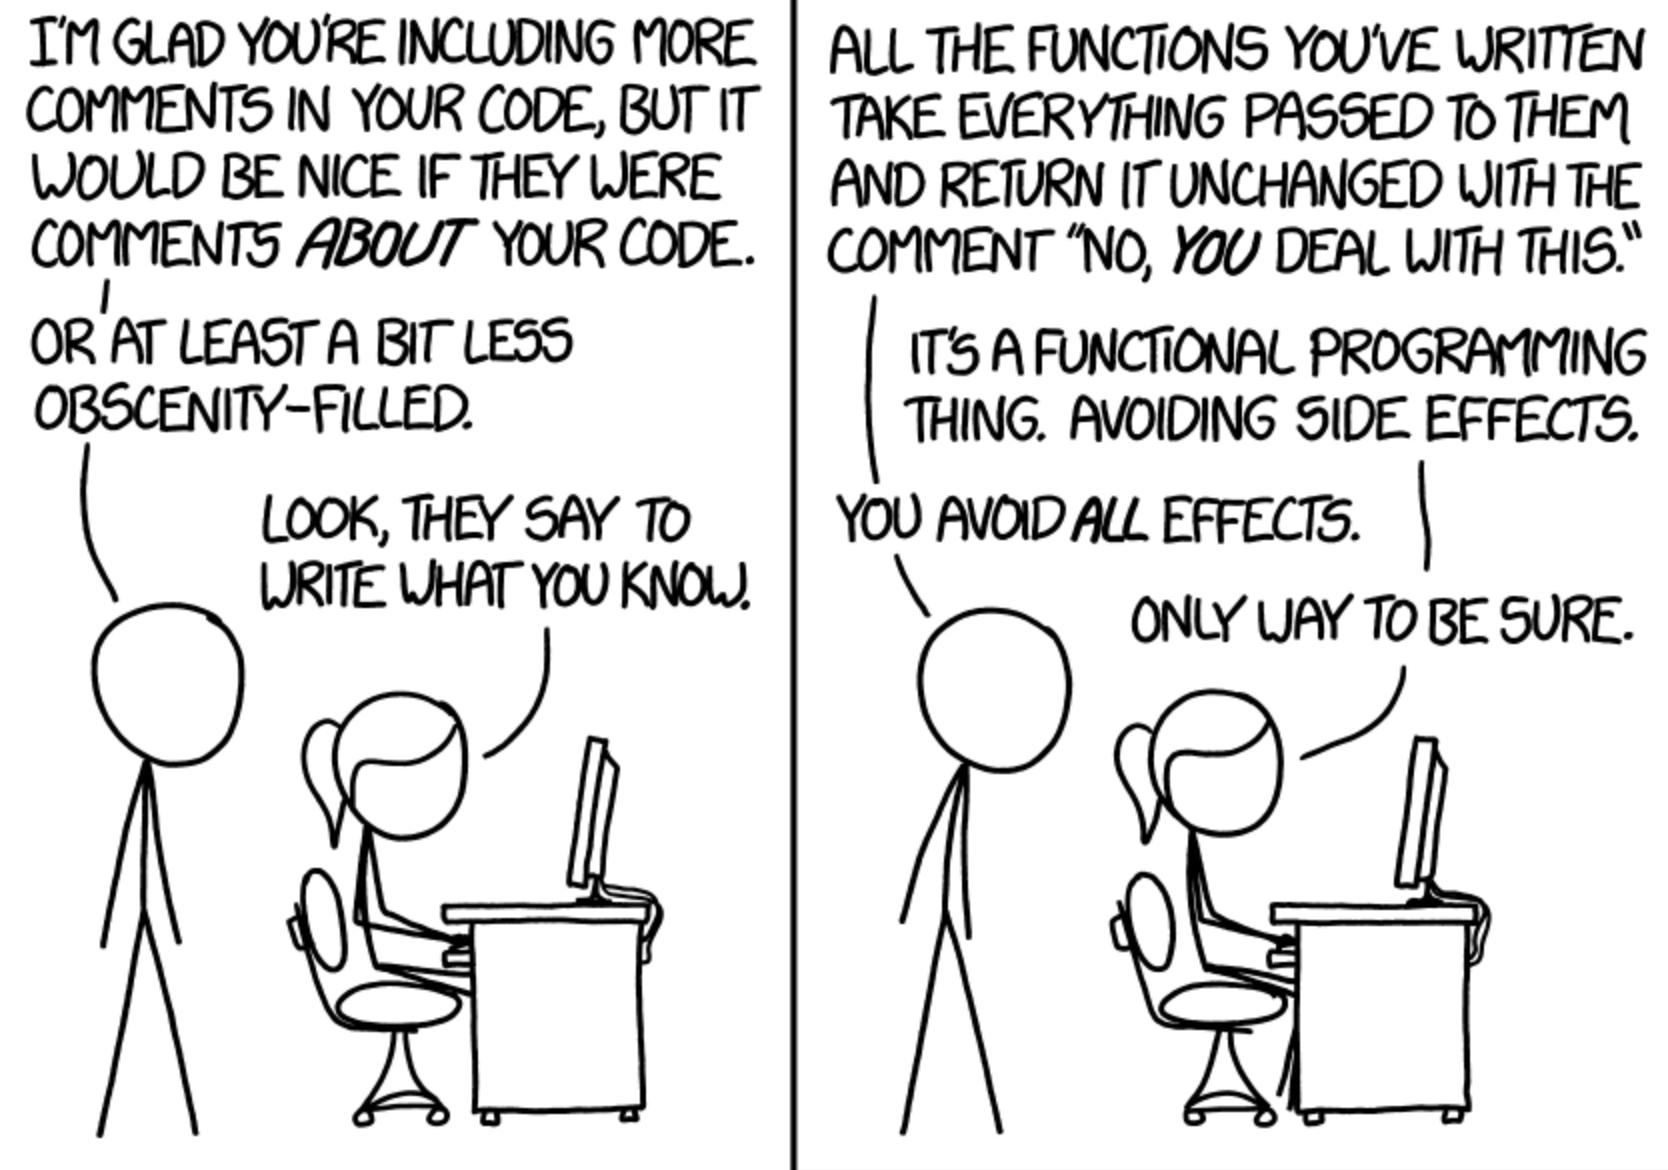 I'M GLAD YOU'RE INCLUDING MORE
COMMENTS IN YOUR CODE, BUT IT
WOULD BE NICE IF THEY WERE
COMMENTS ABOUT YOUR CODE.
OR AT LEAST A BIT LESS
OBSCENITY-FILLED.
LOOK, THEY SAY TO
WRITE WHAT YOU KNOW.
ALL THE FUNCTIONS YOU'VE WRITTEN
TAKE EVERYTHING PASSED TO THEM
AND RETURN IT UNCHANGED WITH THE
COMMENT "NO, YOU DEAL WITH THIS."
IT'S A FUNCTIONAL PROGRAMMING
THING. AVOIDING SIDE EFFECTS.
YOU AVOID ALL EFFECTS.
ONLY WAY TO BE SURE.